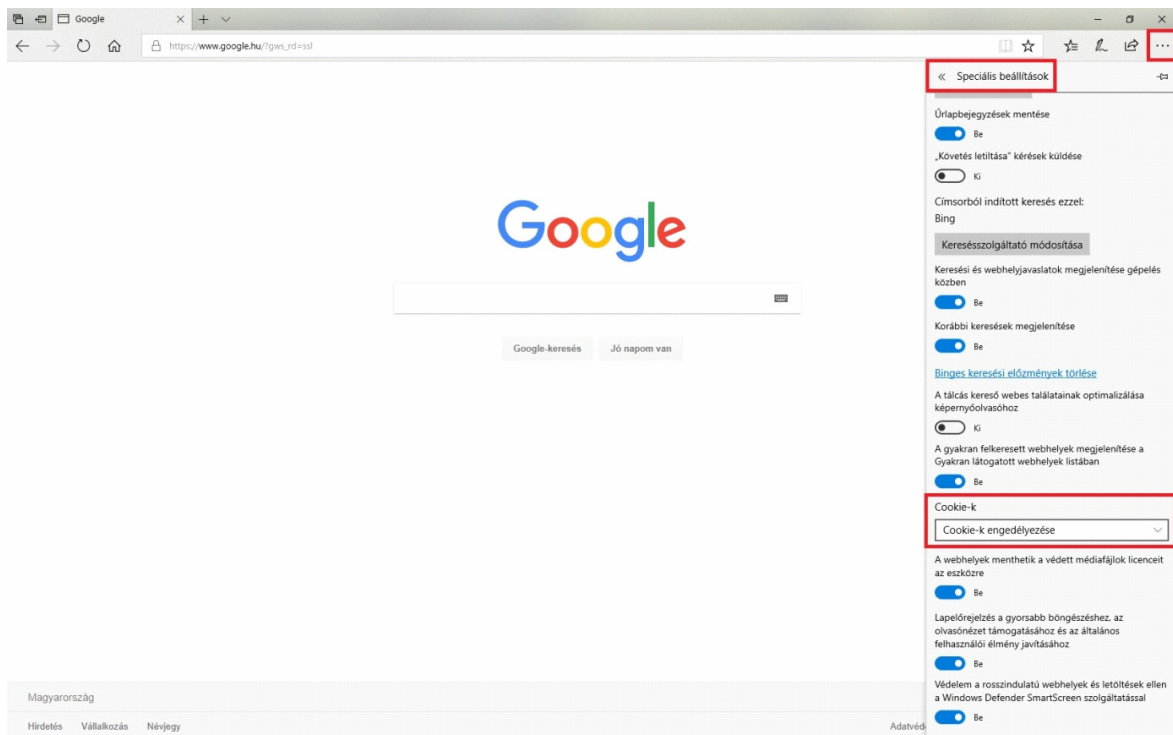 Google
https://www.google.hu/?gws_rd=ssl
Speciális beállítások
Űrlapbejegyzések mentése
Be
„Követés letiltása" kérések küldése
Ki
Címsorból indított keresés ezzel:
Bing
Keresésszolgáltató módosítása
Keresési és webhelyjavaslatok megjelenítése gépelés
közben
Be
Korábbi keresések megjelenítése
Be
Binges keresési előzmények törlése
A tálcás kereső webes találatainak optimalizálása
képernyőolvasóhoz
Ki
A gyakran felkeresett webhelyek megjelenítése a
Gyakran látogatott webhelyek listában
Be
Cookie-k
Cookie-k engedélyezése
A webhelyek menthetik a védett médiafájlok licenceit
az eszközre
Be
Lapelőrejelzés a gyorsabb böngészéshez, az
olvasónézet támogatásához és az általános
felhasználói élmény javításához
Be
Védelem a rosszindulatú webhelyek és letöltések ellen
a Windows Defender SmartScreen szolgáltatással
Be
Google
Google-keresés Jó napom van
Magyarország
Hirdetés Vállalkozás Névjegy Adatvéd